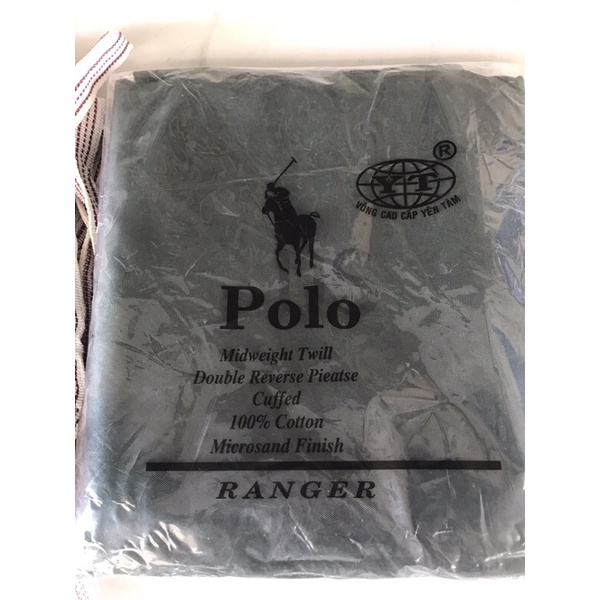 ®
YT
VÕNG CAO CẤP YÊN TÂM
Polo
Midweight Twill
Double Reverse Pieatse
Cuffed
100% Cotton
Microsand Finish
RANGER